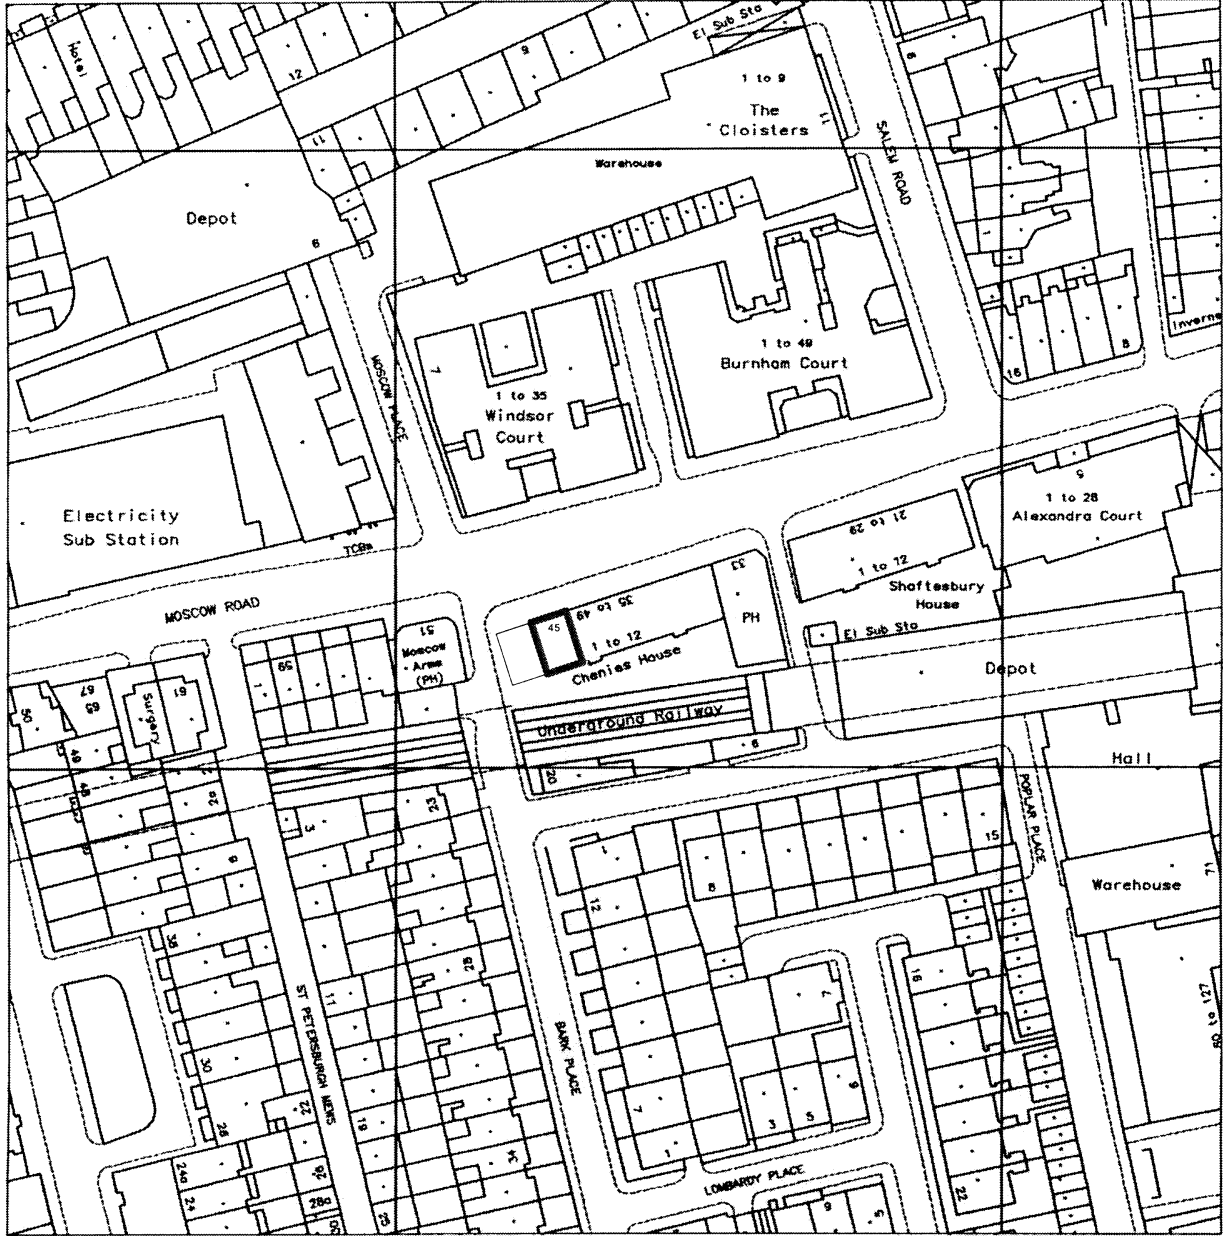 Hotel
12
11
9
El Sub Sta
1 to 9
The
Cloisters
11
SALEM ROAD
Warehouse
Depot
6
MOSCOW PLACE
7
1 to 35
Windsor
Court
1 to 49
Burnham Court
16
8
Electricity
Sub Station
TCBs
MOSCOW ROAD
5
1 to 28
Alexandra Court
21 to 29
1 to 12
Shaftesbury
House
33
PH
35 to 49
45
1 to 12
Chenies House
El Sub Sta
Depot
51
Moscow
Arms
(PH)
59
1
61
Surgery
67
65
50
49
48
Underground Railway
20
6
Hall
POPLAR PLACE
2a
3
23
9
1
12
8
15
Warehouse
71
38
28
11
ST PETERSBURGH MEWS
BARK PLACE
7
16
80 to 127
30
26
22
19
34
7
1
3
5
6
LOMBARDY PLACE
24a
24
28a
25
22
9
5